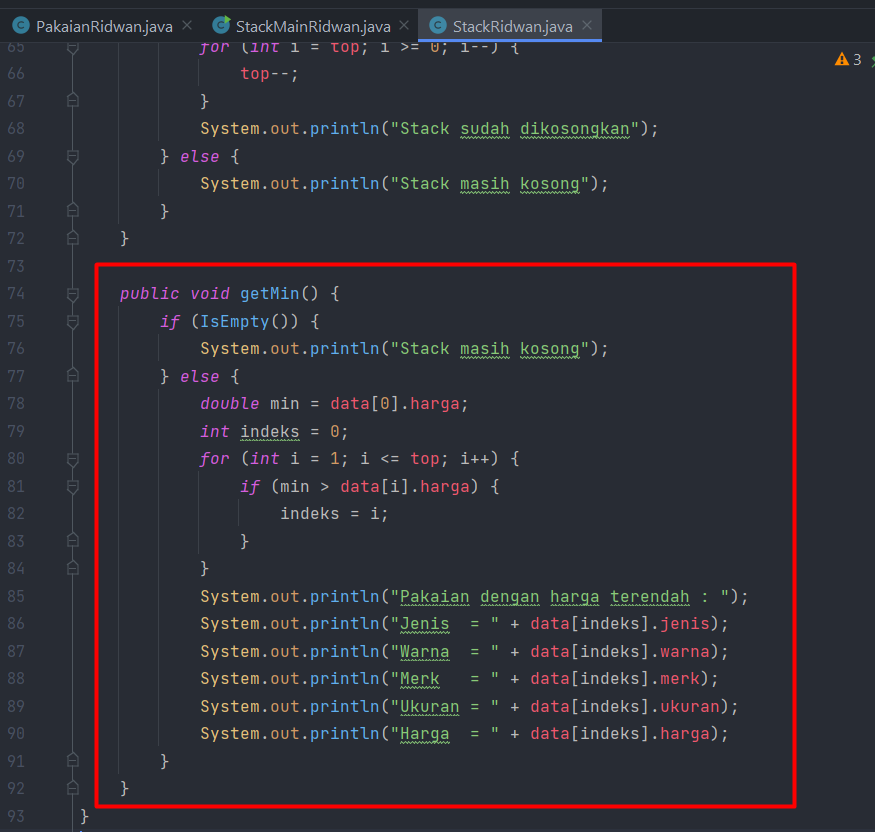 PakaianRidwan.java StackMainRidwan.java StackRidwan.java
3
65 for (int i = top; i >= 0; i--) {
66 top--;
67 }
68 System.out.println("Stack sudah dikosongkan");
69 } else {
70 System.out.println("Stack masih kosong");
71 }
72 }
73
74 public void getMin() {
75 if (IsEmpty()) {
76 System.out.println("Stack masih kosong");
77 } else {
78 double min = data[0].harga;
79 int indeks = 0;
80 for (int i = 1; i <= top; i++) {
81 if (min > data[i].harga) {
82 indeks = i;
83 }
84 }
85 System.out.println("Pakaian dengan harga terendah : ");
86 System.out.println("Jenis  = " + data[indeks].jenis);
87 System.out.println("Warna  = " + data[indeks].warna);
88 System.out.println("Merk   = " + data[indeks].merk);
89 System.out.println("Ukuran = " + data[indeks].ukuran);
90 System.out.println("Harga  = " + data[indeks].harga);
91 }
92 }
93 }